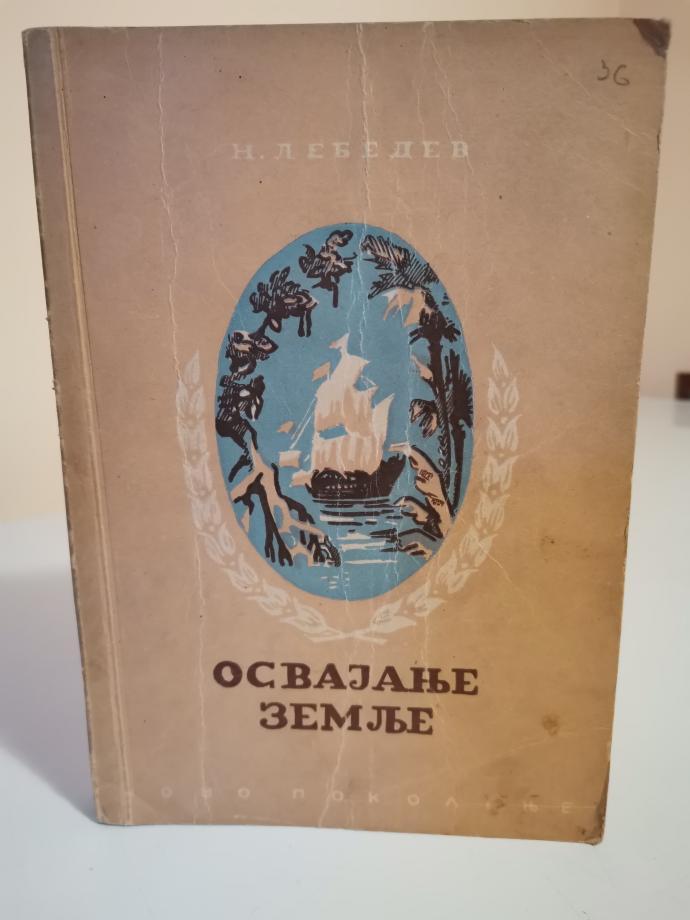 36
Н. ЛЕБЕДЕВ
ОСВАЈАЊЕ
ЗЕМЉЕ
НОВО ПОКОЛЕЊЕ